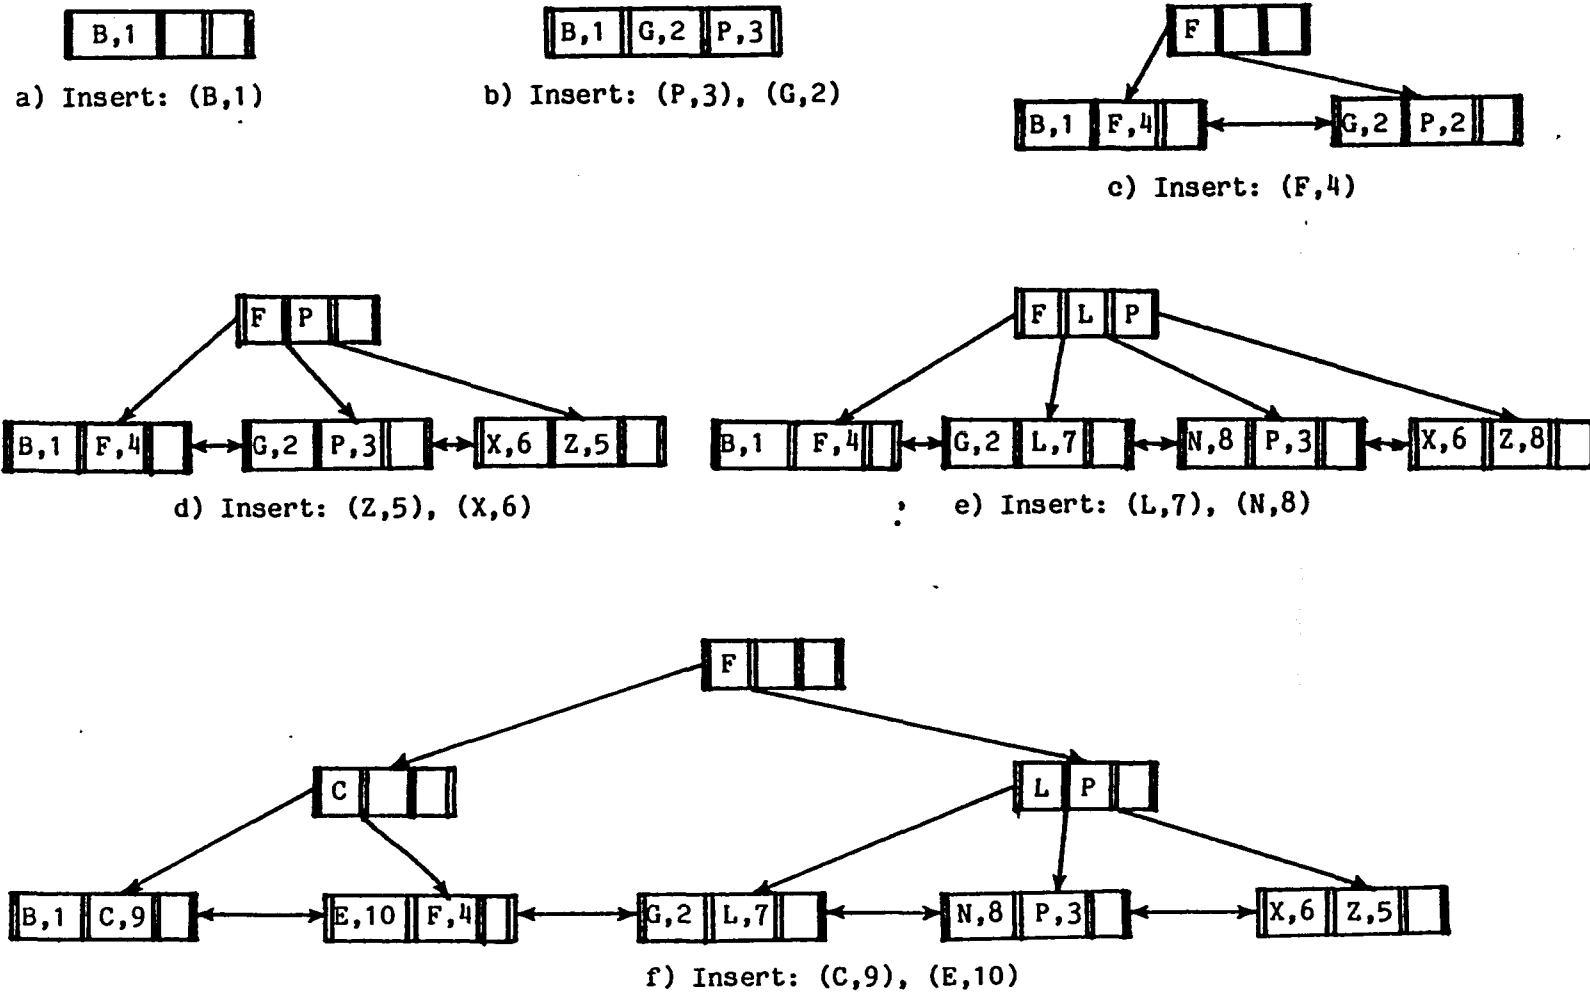 B,1
a) Insert: (B,1)
B,1 G,2 P,3
b) Insert: (P,3), (G,2)
F
B,1 F,4 G,2 P,2
c) Insert: (F,4)
F P
B,1 F,4 G,2 P,3 X,6 Z,5
d) Insert: (Z,5), (X,6)
F L P
B,1 F,4 G,2 L,7 N,8 P,3 X,6 Z,8
e) Insert: (L,7), (N,8)
F
C L P
B,1 C,9 E,10 F,4 G,2 L,7 N,8 P,3 X,6 Z,5
f) Insert: (C,9), (E,10)